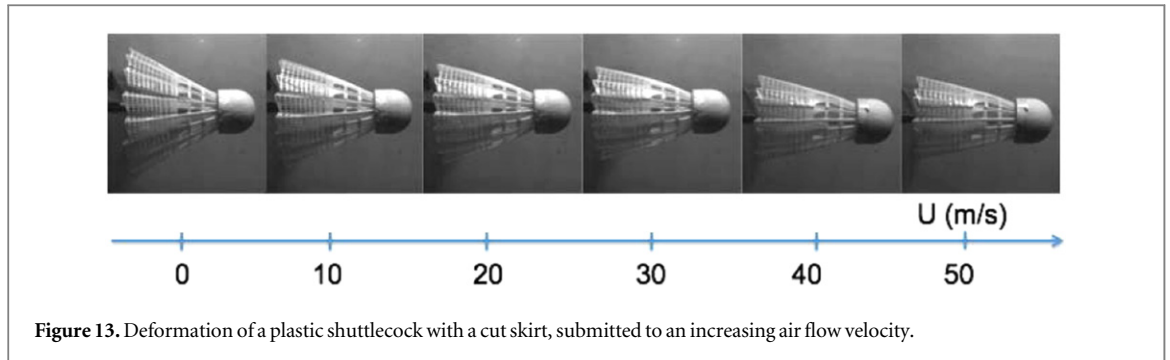 U (m/s)
0 10 20 30 40 50
Figure 13. Deformation of a plastic shuttlecock with a cut skirt, submitted to an increasing air flow velocity.